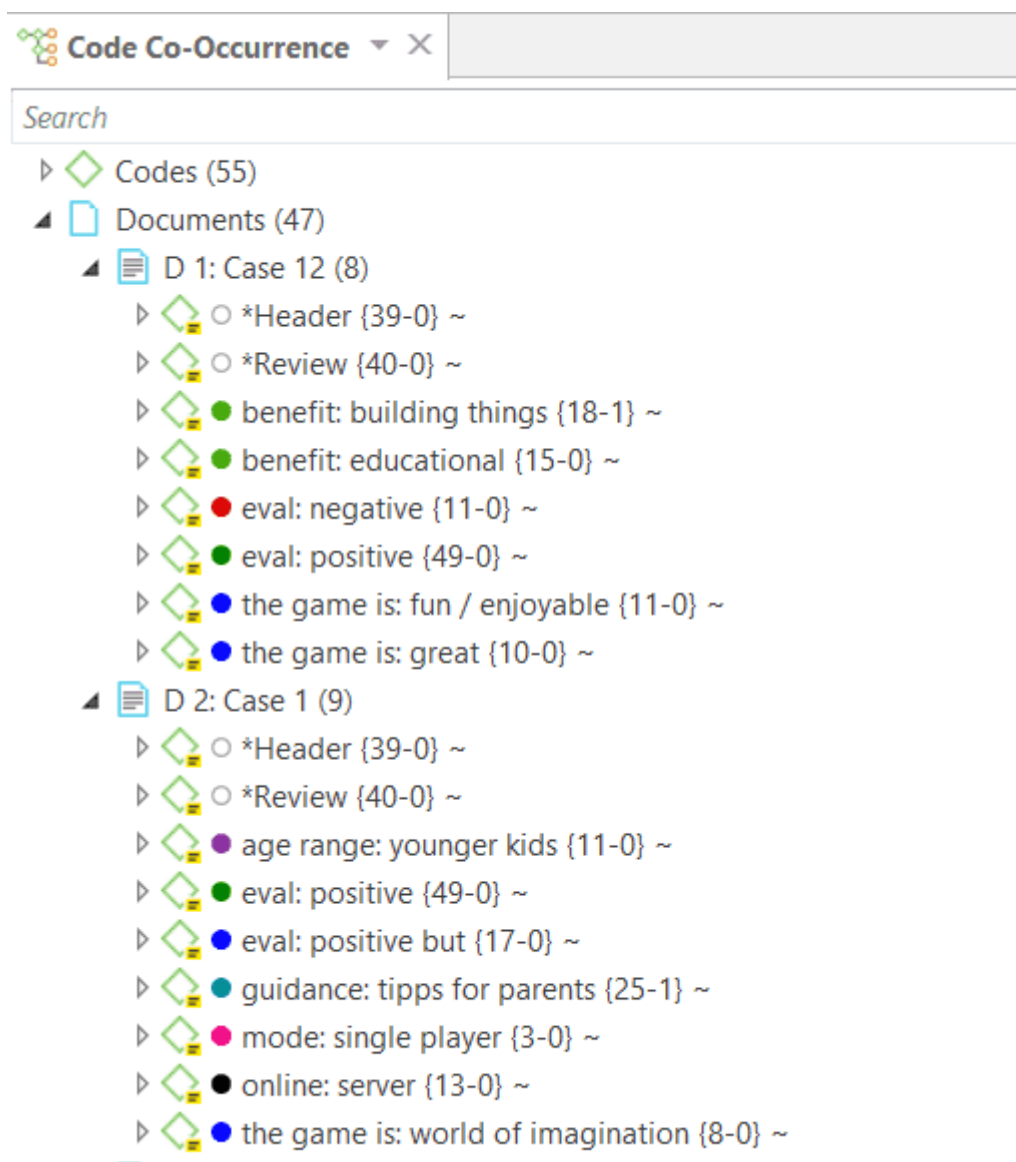 Code Co-Occurrence
Search
Codes (55)
Documents (47)
D 1: Case 12 (8)
*Header {39-0} ~
*Review {40-0} ~
benefit: building things {18-1} ~
benefit: educational {15-0} ~
eval: negative {11-0} ~
eval: positive {49-0} ~
the game is: fun / enjoyable {11-0} ~
the game is: great {10-0} ~
D 2: Case 1 (9)
*Header {39-0} ~
*Review {40-0} ~
age range: younger kids {11-0} ~
eval: positive {49-0} ~
eval: positive but {17-0} ~
guidance: tipps for parents {25-1} ~
mode: single player {3-0} ~
online: server {13-0} ~
the game is: world of imagination {8-0} ~